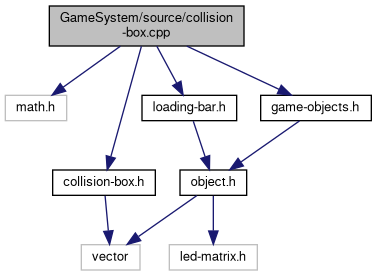 GameSystem/source/collision
-box.cpp
math.h
loading-bar.h
game-objects.h
collision-box.h
object.h
vector
led-matrix.h